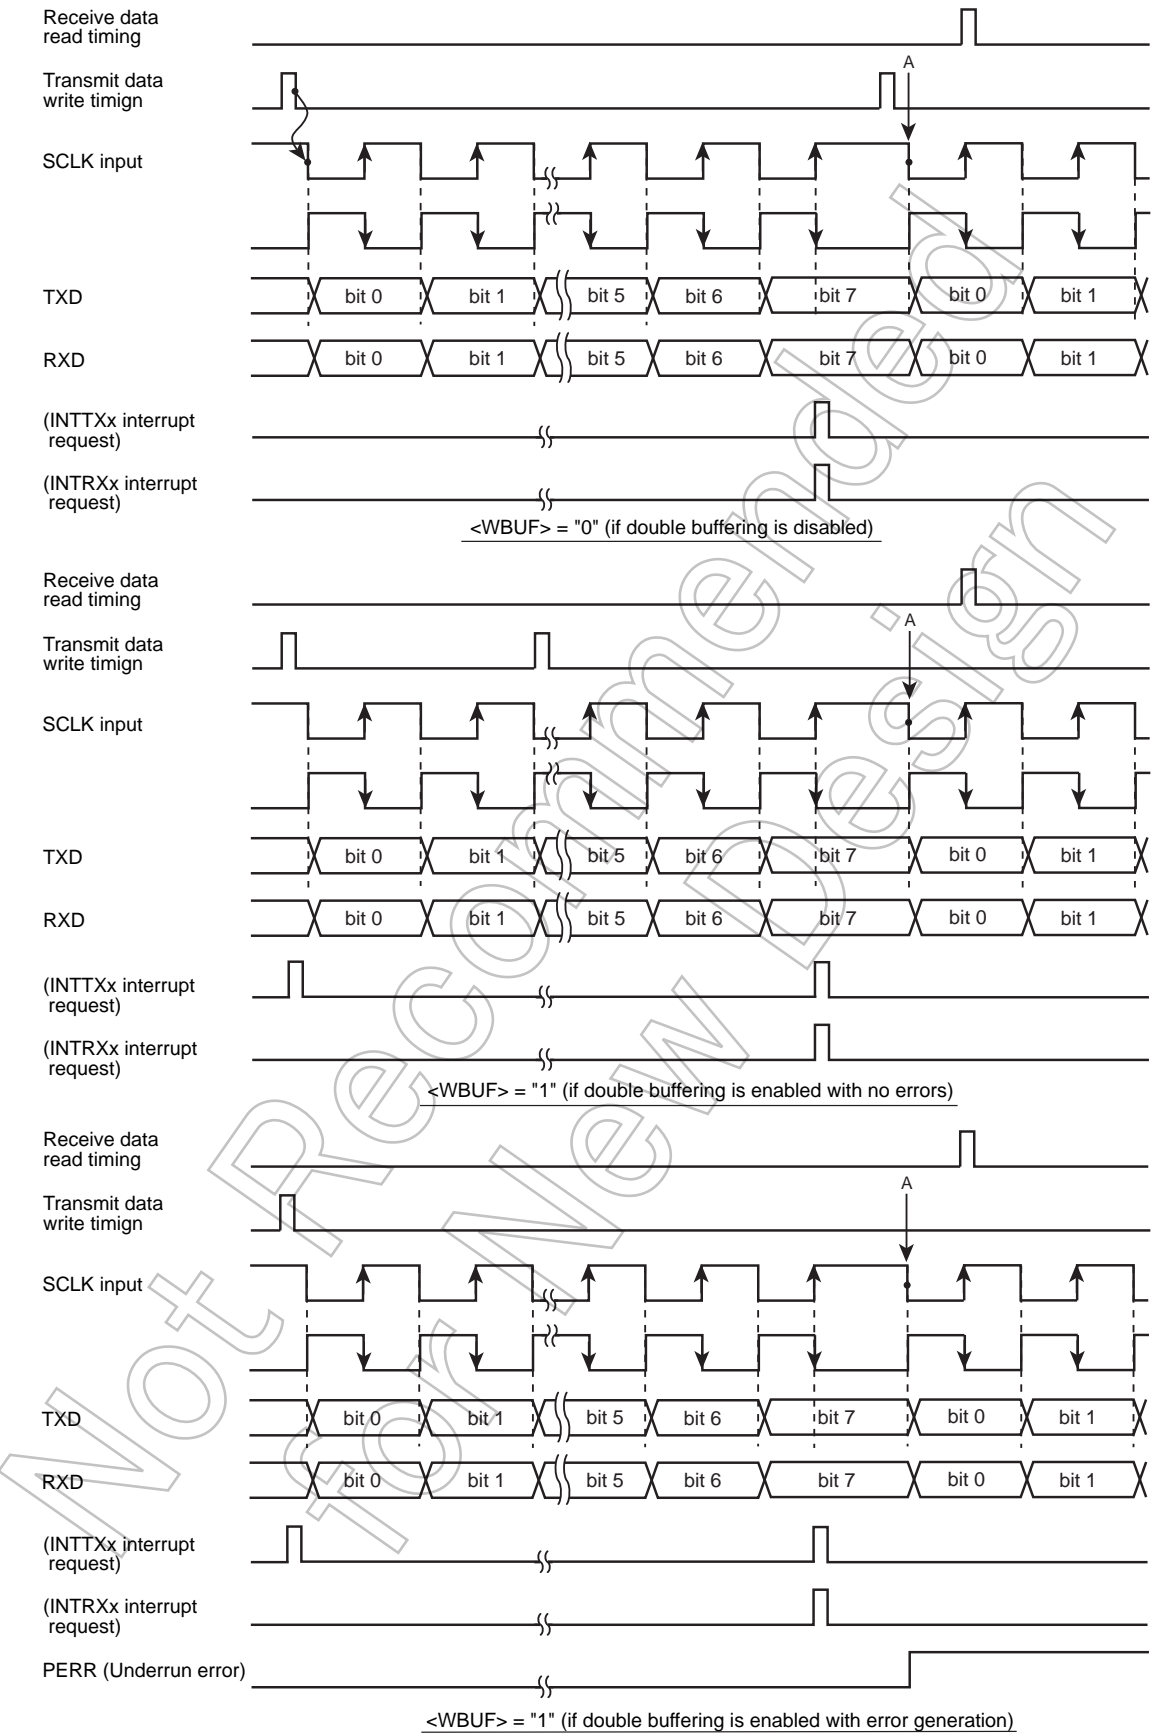 Receive data
read timing
A
Transmit data
write timign
SCLK input
TXD bit 0 bit 1 bit 5 bit 6 bit 7 bit 0 bit 1
RXD bit 0 bit 1 bit 5 bit 6 bit 7 bit 0 bit 1
(INTTXx interrupt
request)
(INTRXx interrupt
request)
<WBUF> = "0" (if double buffering is disabled)
Receive data
read timing
A
Transmit data
write timign
SCLK input
TXD bit 0 bit 1 bit 5 bit 6 bit 7 bit 0 bit 1
RXD bit 0 bit 1 bit 5 bit 6 bit 7 bit 0 bit 1
(INTTXx interrupt
request)
(INTRXx interrupt
request)
<WBUF> = "1" (if double buffering is enabled with no errors)
Receive data
read timing
A
Transmit data
write timign
SCLK input
TXD bit 0 bit 1 bit 5 bit 6 bit 7 bit 0 bit 1
RXD bit 0 bit 1 bit 5 bit 6 bit 7 bit 0 bit 1
(INTTXx interrupt
request)
(INTRXx interrupt
request)
PERR (Underrun error)
<WBUF> = "1" (if double buffering is enabled with error generation)
Not Recommended
for New Design